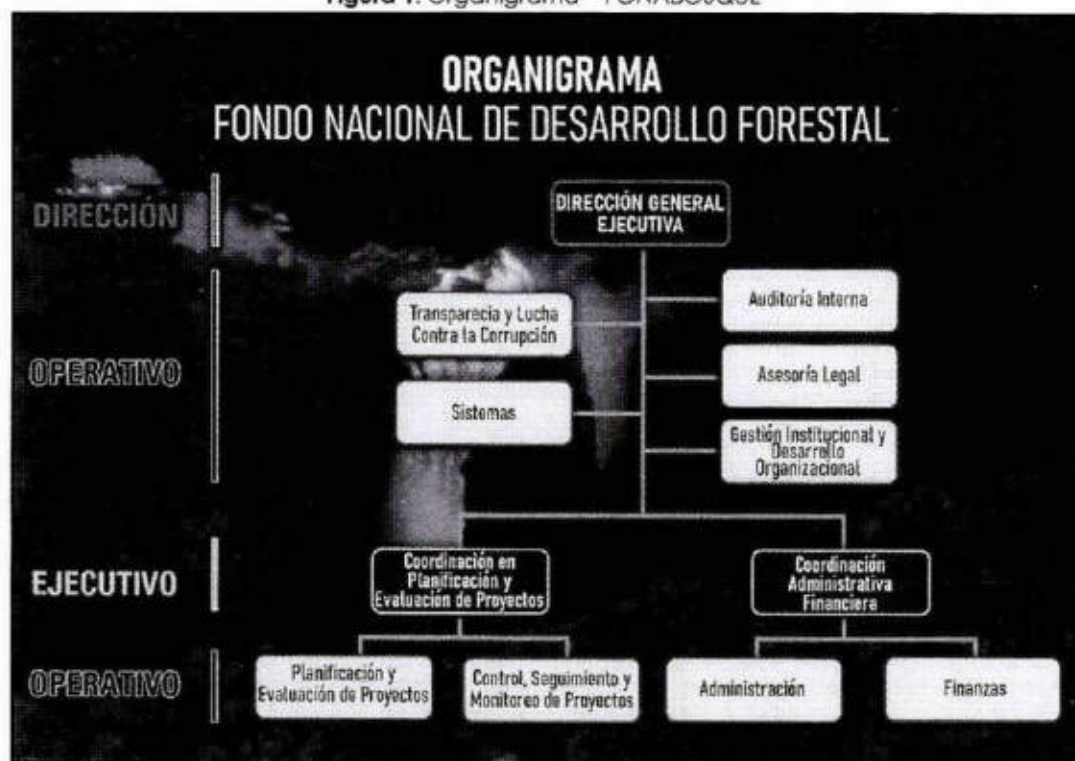 ORGANIGRAMA
FONDO NACIONAL DE DESARROLLO FORESTAL
DIRECCIÓN
DIRECCIÓN GENERAL
EJECUTIVA
OPERATIVO
Transparecia y Lucha
Contra la Corrupción
Auditoría Interna
Sistemas
Asesoría Legal
Gestión Institucional y
Desarrollo
Organizacional
EJECUTIVO
Coordinación en
Planificación y
Evaluación de Proyectos
Coordinación
Administrativa
Financiera
OPERATIVO
Planificación y
Evaluación de Proyectos
Control, Seguimiento y
Monitoreo de Proyectos
Administración
Finanzas